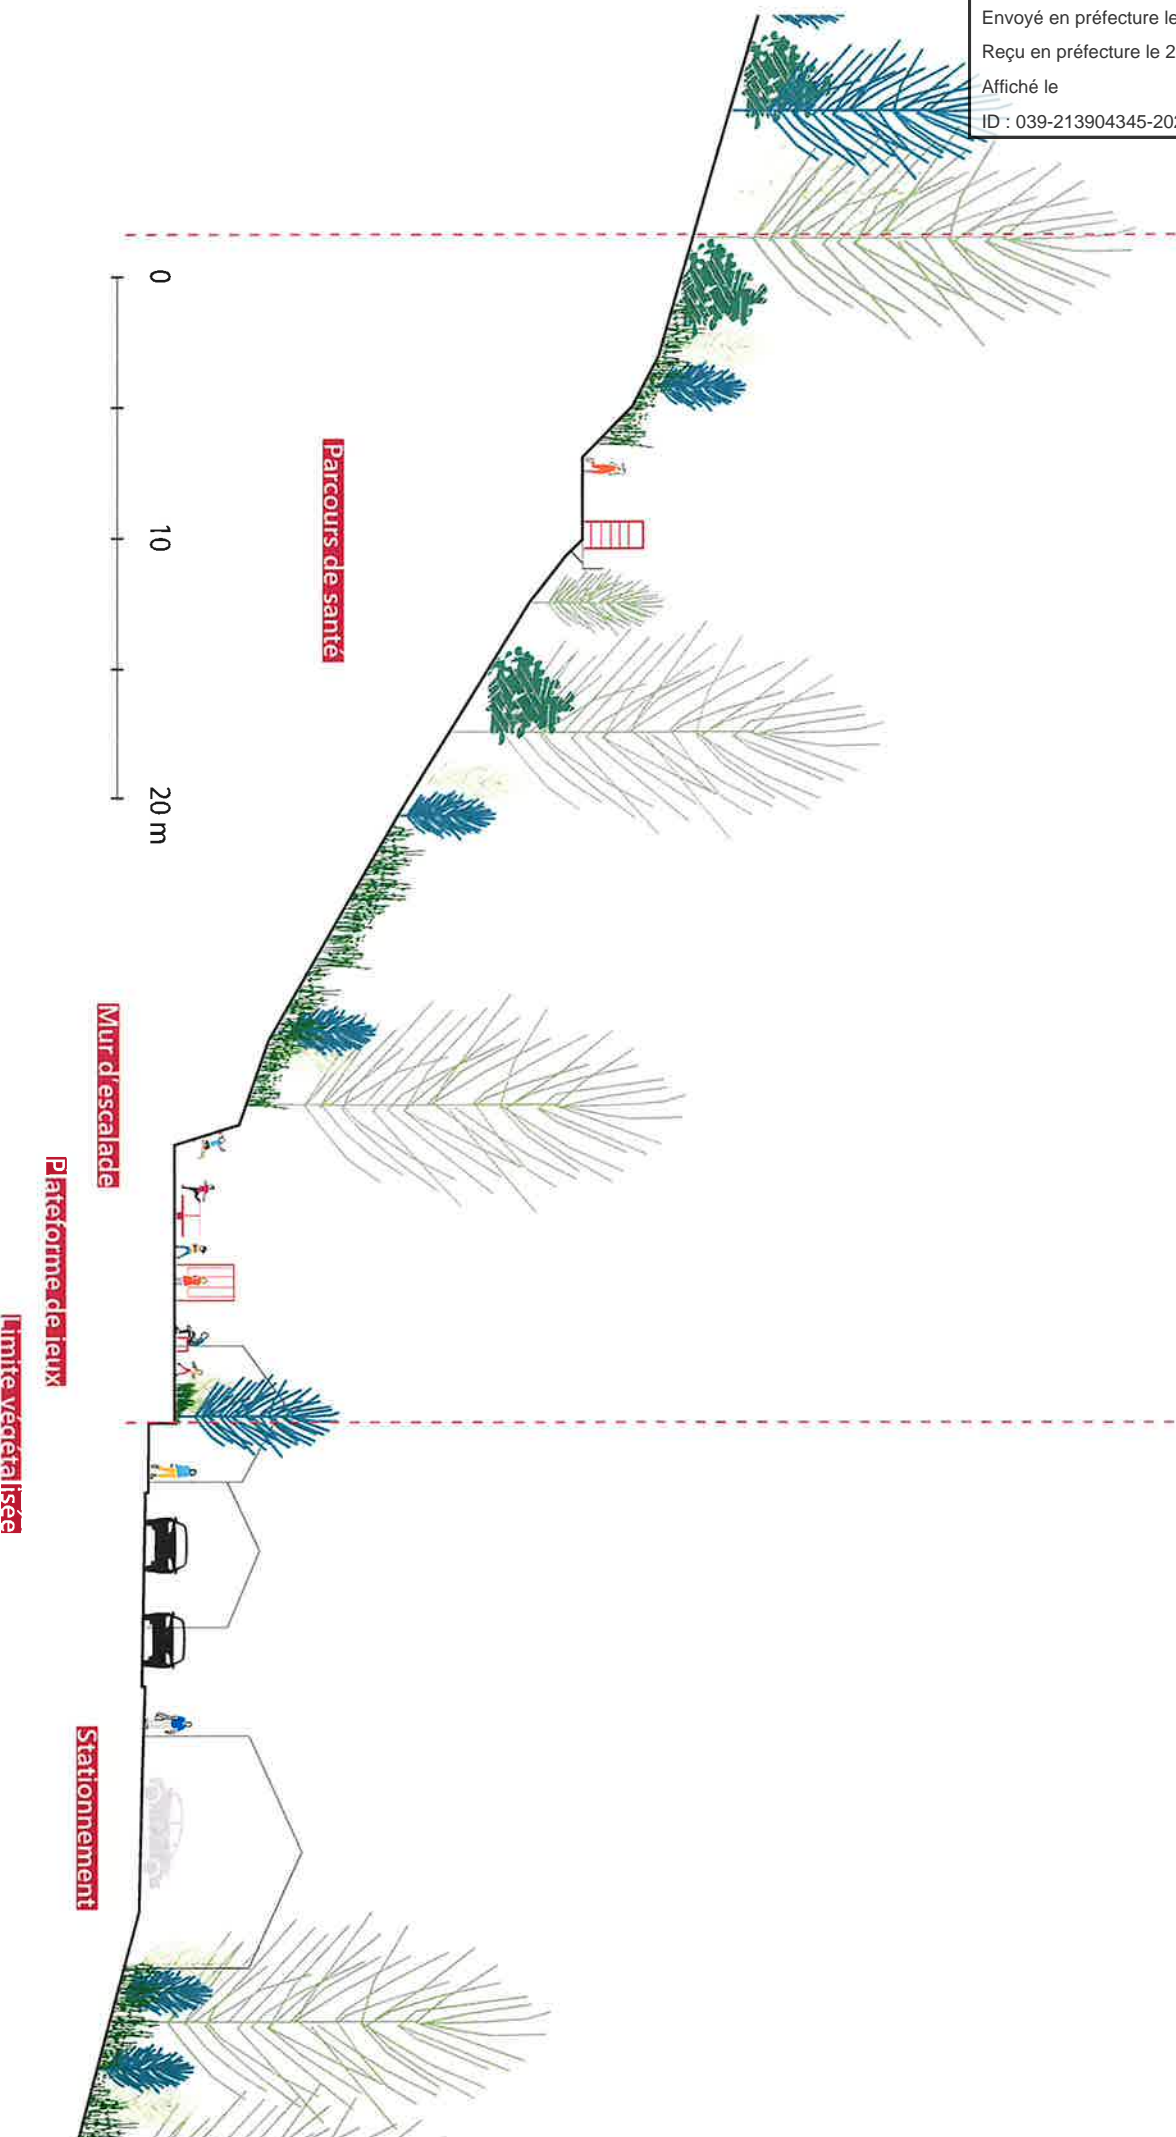 Envoyé en préfecture le
Reçu en préfecture le 2
Affiché le
ID : 039-213904345-202
0
10
20 m
Parcours de santé
Mur d'escalade
Plateforme de jeux
Limite végétalisée
Stationnement